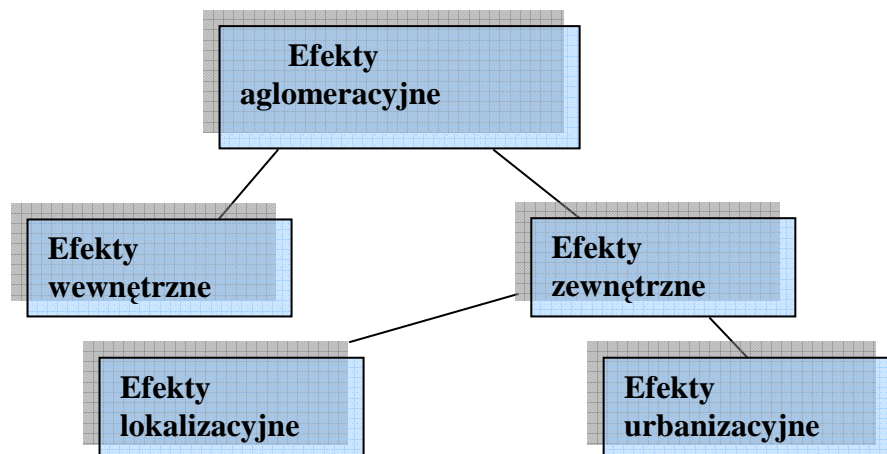 Efekty
aglomeracyjne
Efekty
wewnętrzne
Efekty
zewnętrzne
Efekty
lokalizacyjne
Efekty
urbanizacyjne